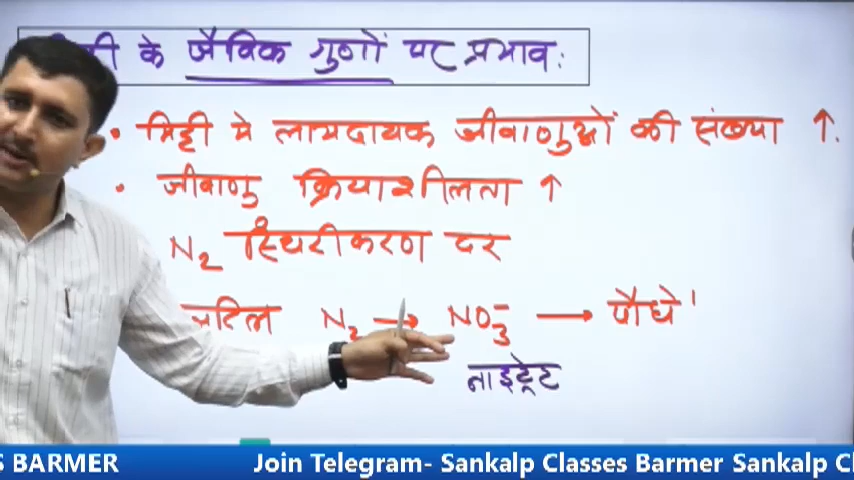 के जैविक गुणों पर प्रभाव:
• मिट्टी मे लाभदायक जीवाणुओं की संख्या ↑.
• जीवाणु क्रियाशीलता ↑
N₂ स्थिरीकरण दर
जटिल N₂ → NO₃⁻ → पौधे
नाइट्रेट
S BARMER Join Telegram- Sankalp Classes Barmer Sankalp Cl